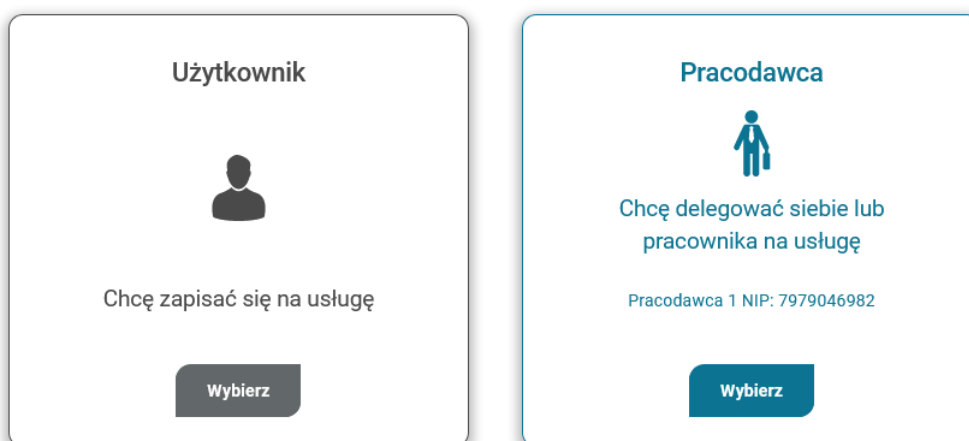 Użytkownik
Chcę zapisać się na usługę
Wybierz
Pracodawca
Chcę delegować siebie lub
pracownika na usługę
Pracodawca 1 NIP: 7979046982
Wybierz